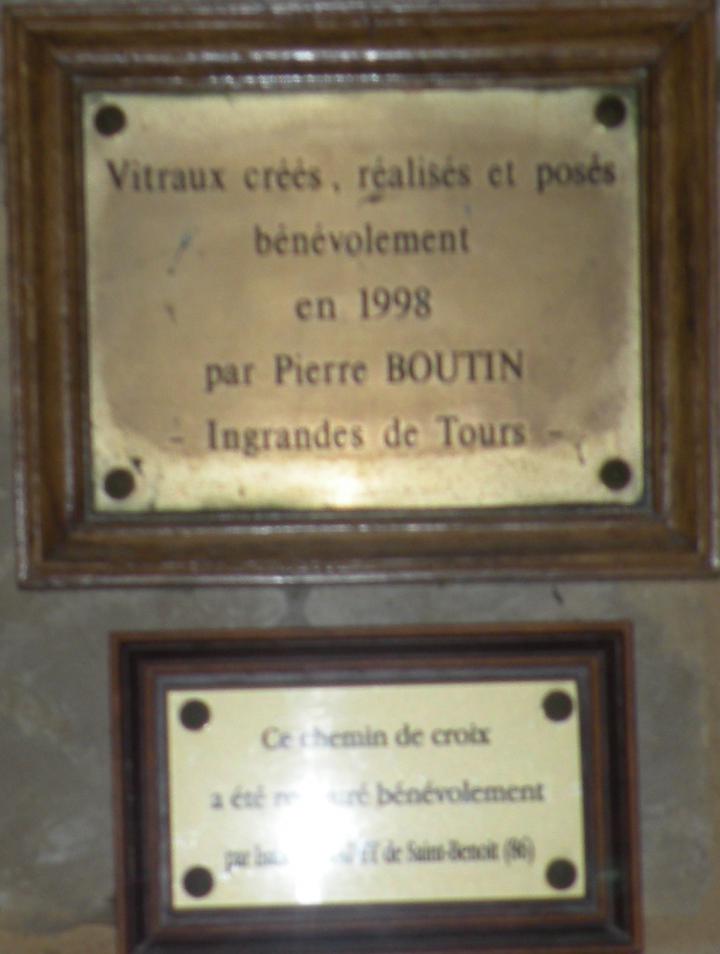 Vitraux créés, réalisés et posés
bénévolement
en 1998
par Pierre BOUTIN
- Ingrandes de Tours -
Ce chemin de croix
a été bénévolement
par de Saint-Benoit (86)